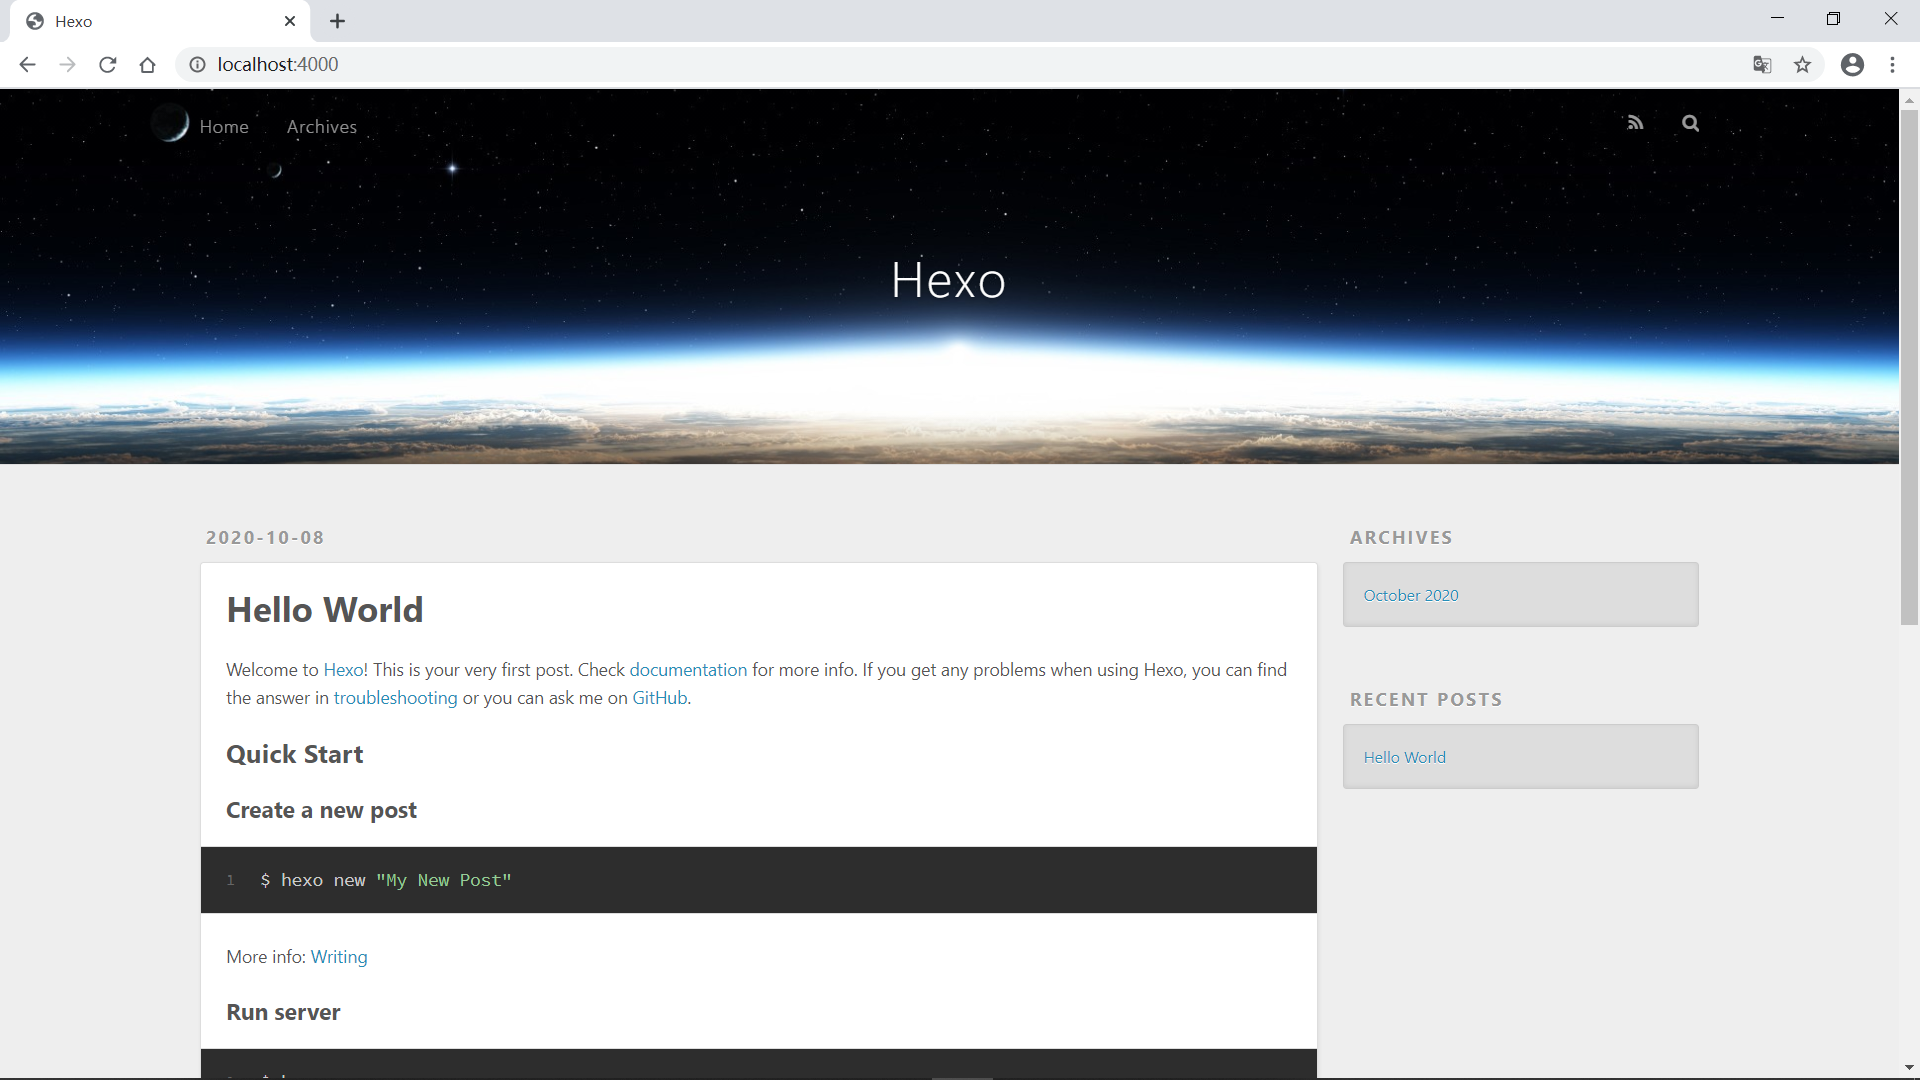 Hexo
localhost:4000
Home Archives
Hexo
2020-10-08
Hello World
Welcome to Hexo! This is your very first post. Check documentation for more info. If you get any problems when using Hexo, you can find
the answer in troubleshooting or you can ask me on GitHub.
Quick Start
Create a new post
1 $ hexo new "My New Post"
More info: Writing
Run server
ARCHIVES
October 2020
RECENT POSTS
Hello World